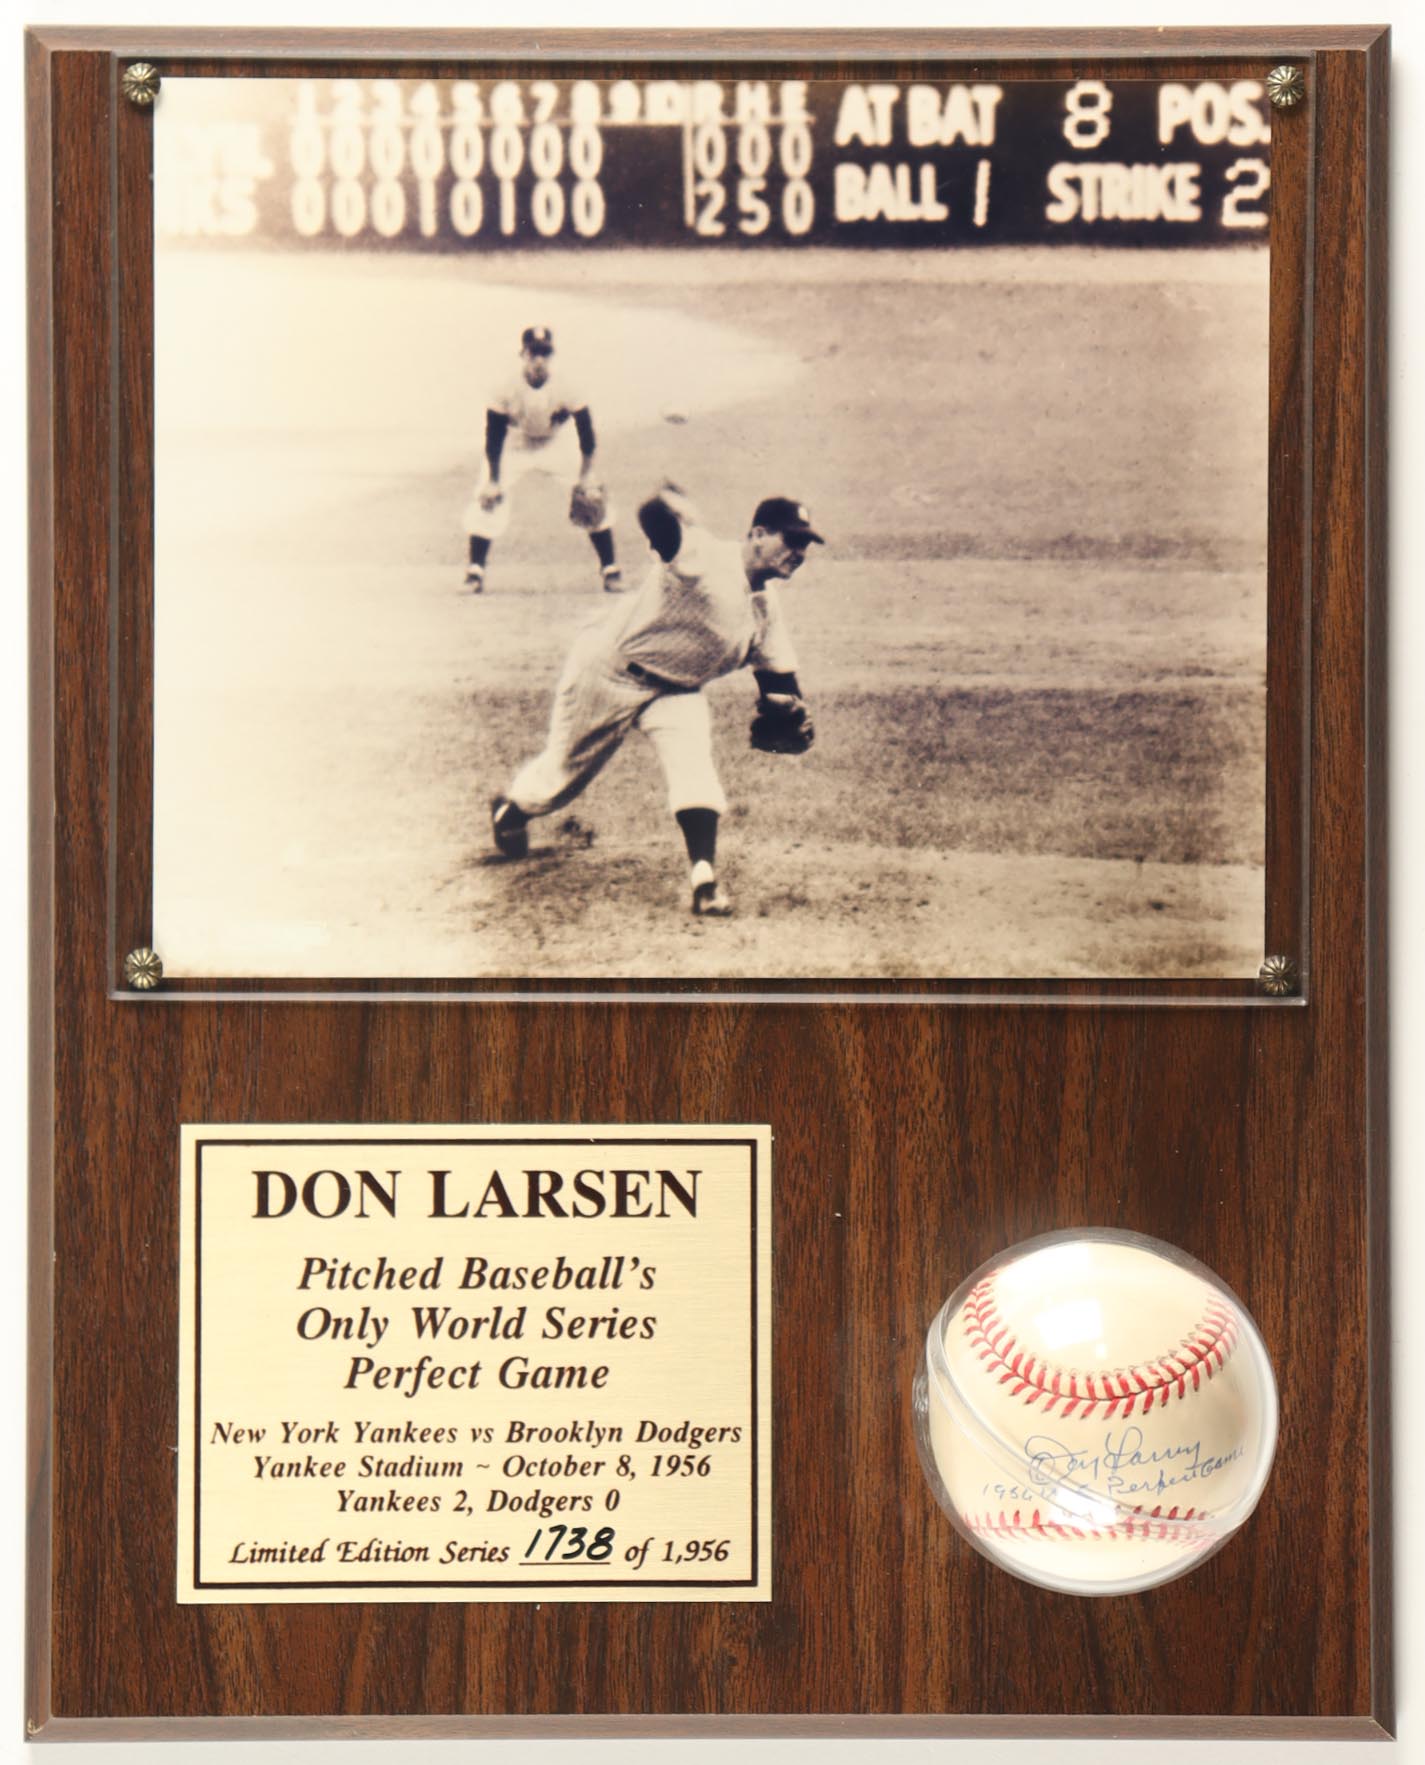 1 2 3 4 5 6 7 8 9 10 R H E AT BAT 8 POS.
0 0 0 0 0 0 0 0 0 0 0 BALL 1 STRIKE 2
KS 0 0 0 1 0 1 0 0 2 5 0
DON LARSEN
Pitched Baseball's
Only World Series
Perfect Game
New York Yankees vs Brooklyn Dodgers
Yankee Stadium ~ October 8, 1956
Yankees 2, Dodgers 0
Limited Edition Series 1738 of 1,956
Don Larsen
1956 Perfect Game